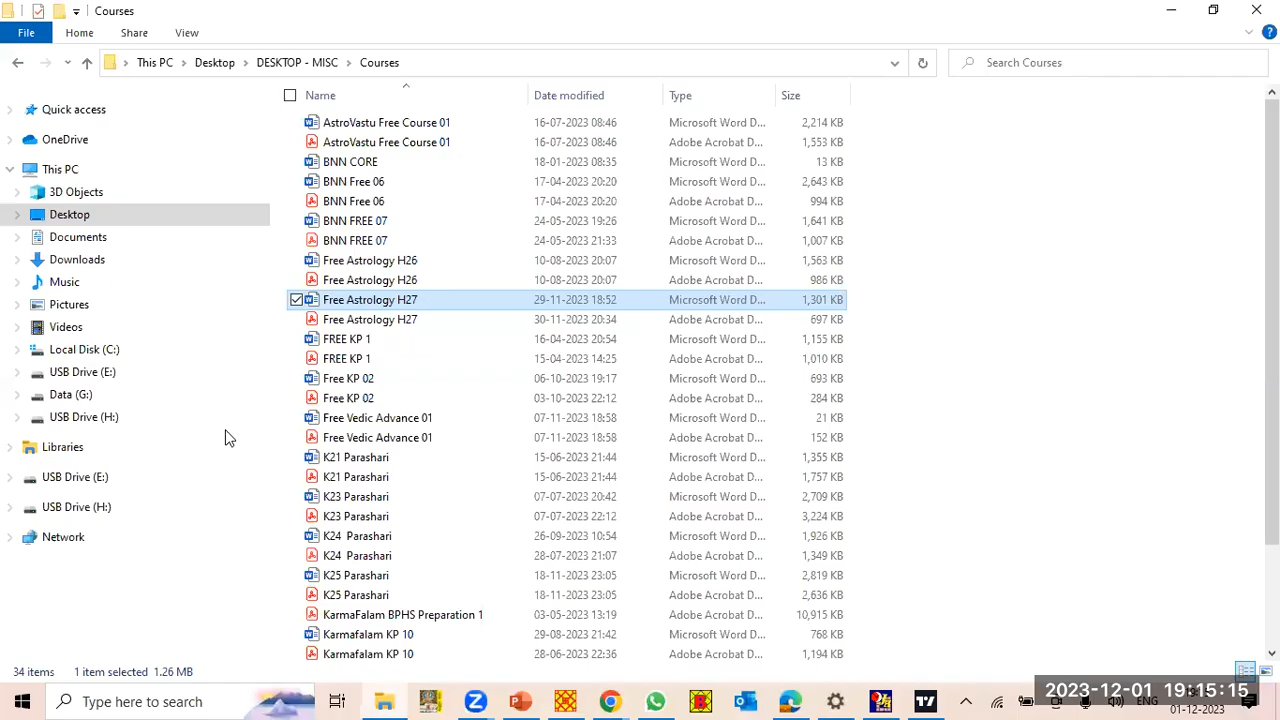 Courses
File Home Share View
This PC Desktop DESKTOP - MISC Courses Search Courses
Name Date modified Type Size
Quick access
OneDrive
This PC
3D Objects
Desktop
Documents
Downloads
Music
Pictures
Videos
Local Disk (C:)
USB Drive (E:)
Data (G:)
USB Drive (H:)
Libraries
USB Drive (E:)
USB Drive (H:)
Network
AstroVastu Free Course 01 16-07-2023 08:46 Microsoft Word D... 2,214 KB
AstroVastu Free Course 01 16-07-2023 08:46 Adobe Acrobat D... 1,553 KB
BNN CORE 18-01-2023 08:35 Microsoft Word D... 13 KB
BNN Free 06 17-04-2023 20:20 Microsoft Word D... 2,643 KB
BNN Free 06 17-04-2023 20:20 Adobe Acrobat D... 994 KB
BNN FREE 07 24-05-2023 19:26 Microsoft Word D... 1,641 KB
BNN FREE 07 24-05-2023 21:33 Adobe Acrobat D... 1,007 KB
Free Astrology H26 10-08-2023 20:07 Microsoft Word D... 1,563 KB
Free Astrology H26 10-08-2023 20:07 Adobe Acrobat D... 986 KB
Free Astrology H27 29-11-2023 18:52 Microsoft Word D... 1,301 KB
Free Astrology H27 30-11-2023 20:34 Adobe Acrobat D... 697 KB
FREE KP 1 16-04-2023 20:54 Microsoft Word D... 1,155 KB
FREE KP 1 15-04-2023 14:25 Adobe Acrobat D... 1,010 KB
Free KP 02 06-10-2023 19:17 Microsoft Word D... 693 KB
Free KP 02 03-10-2023 22:12 Adobe Acrobat D... 284 KB
Free Vedic Advance 01 07-11-2023 18:58 Microsoft Word D... 21 KB
Free Vedic Advance 01 07-11-2023 18:58 Adobe Acrobat D... 152 KB
K21 Parashari 15-06-2023 21:44 Microsoft Word D... 1,355 KB
K21 Parashari 15-06-2023 21:44 Adobe Acrobat D... 1,757 KB
K23 Parashari 07-07-2023 20:42 Microsoft Word D... 2,709 KB
K23 Parashari 07-07-2023 22:12 Adobe Acrobat D... 3,224 KB
K24 Parashari 26-09-2023 10:54 Microsoft Word D... 1,926 KB
K24 Parashari 28-07-2023 21:07 Adobe Acrobat D... 1,349 KB
K25 Parashari 18-11-2023 23:05 Microsoft Word D... 2,819 KB
K25 Parashari 18-11-2023 23:05 Adobe Acrobat D... 2,636 KB
KarmaFalam BPHS Preparation 1 03-05-2023 13:19 Adobe Acrobat D... 10,915 KB
Karmafalam KP 10 29-08-2023 21:42 Microsoft Word D... 768 KB
Karmafalam KP 10 28-06-2023 22:36 Adobe Acrobat D... 1,194 KB
34 items 1 item selected 1.26 MB
Type here to search
2023-12-01 19:15:15
ENG
01-12-2023